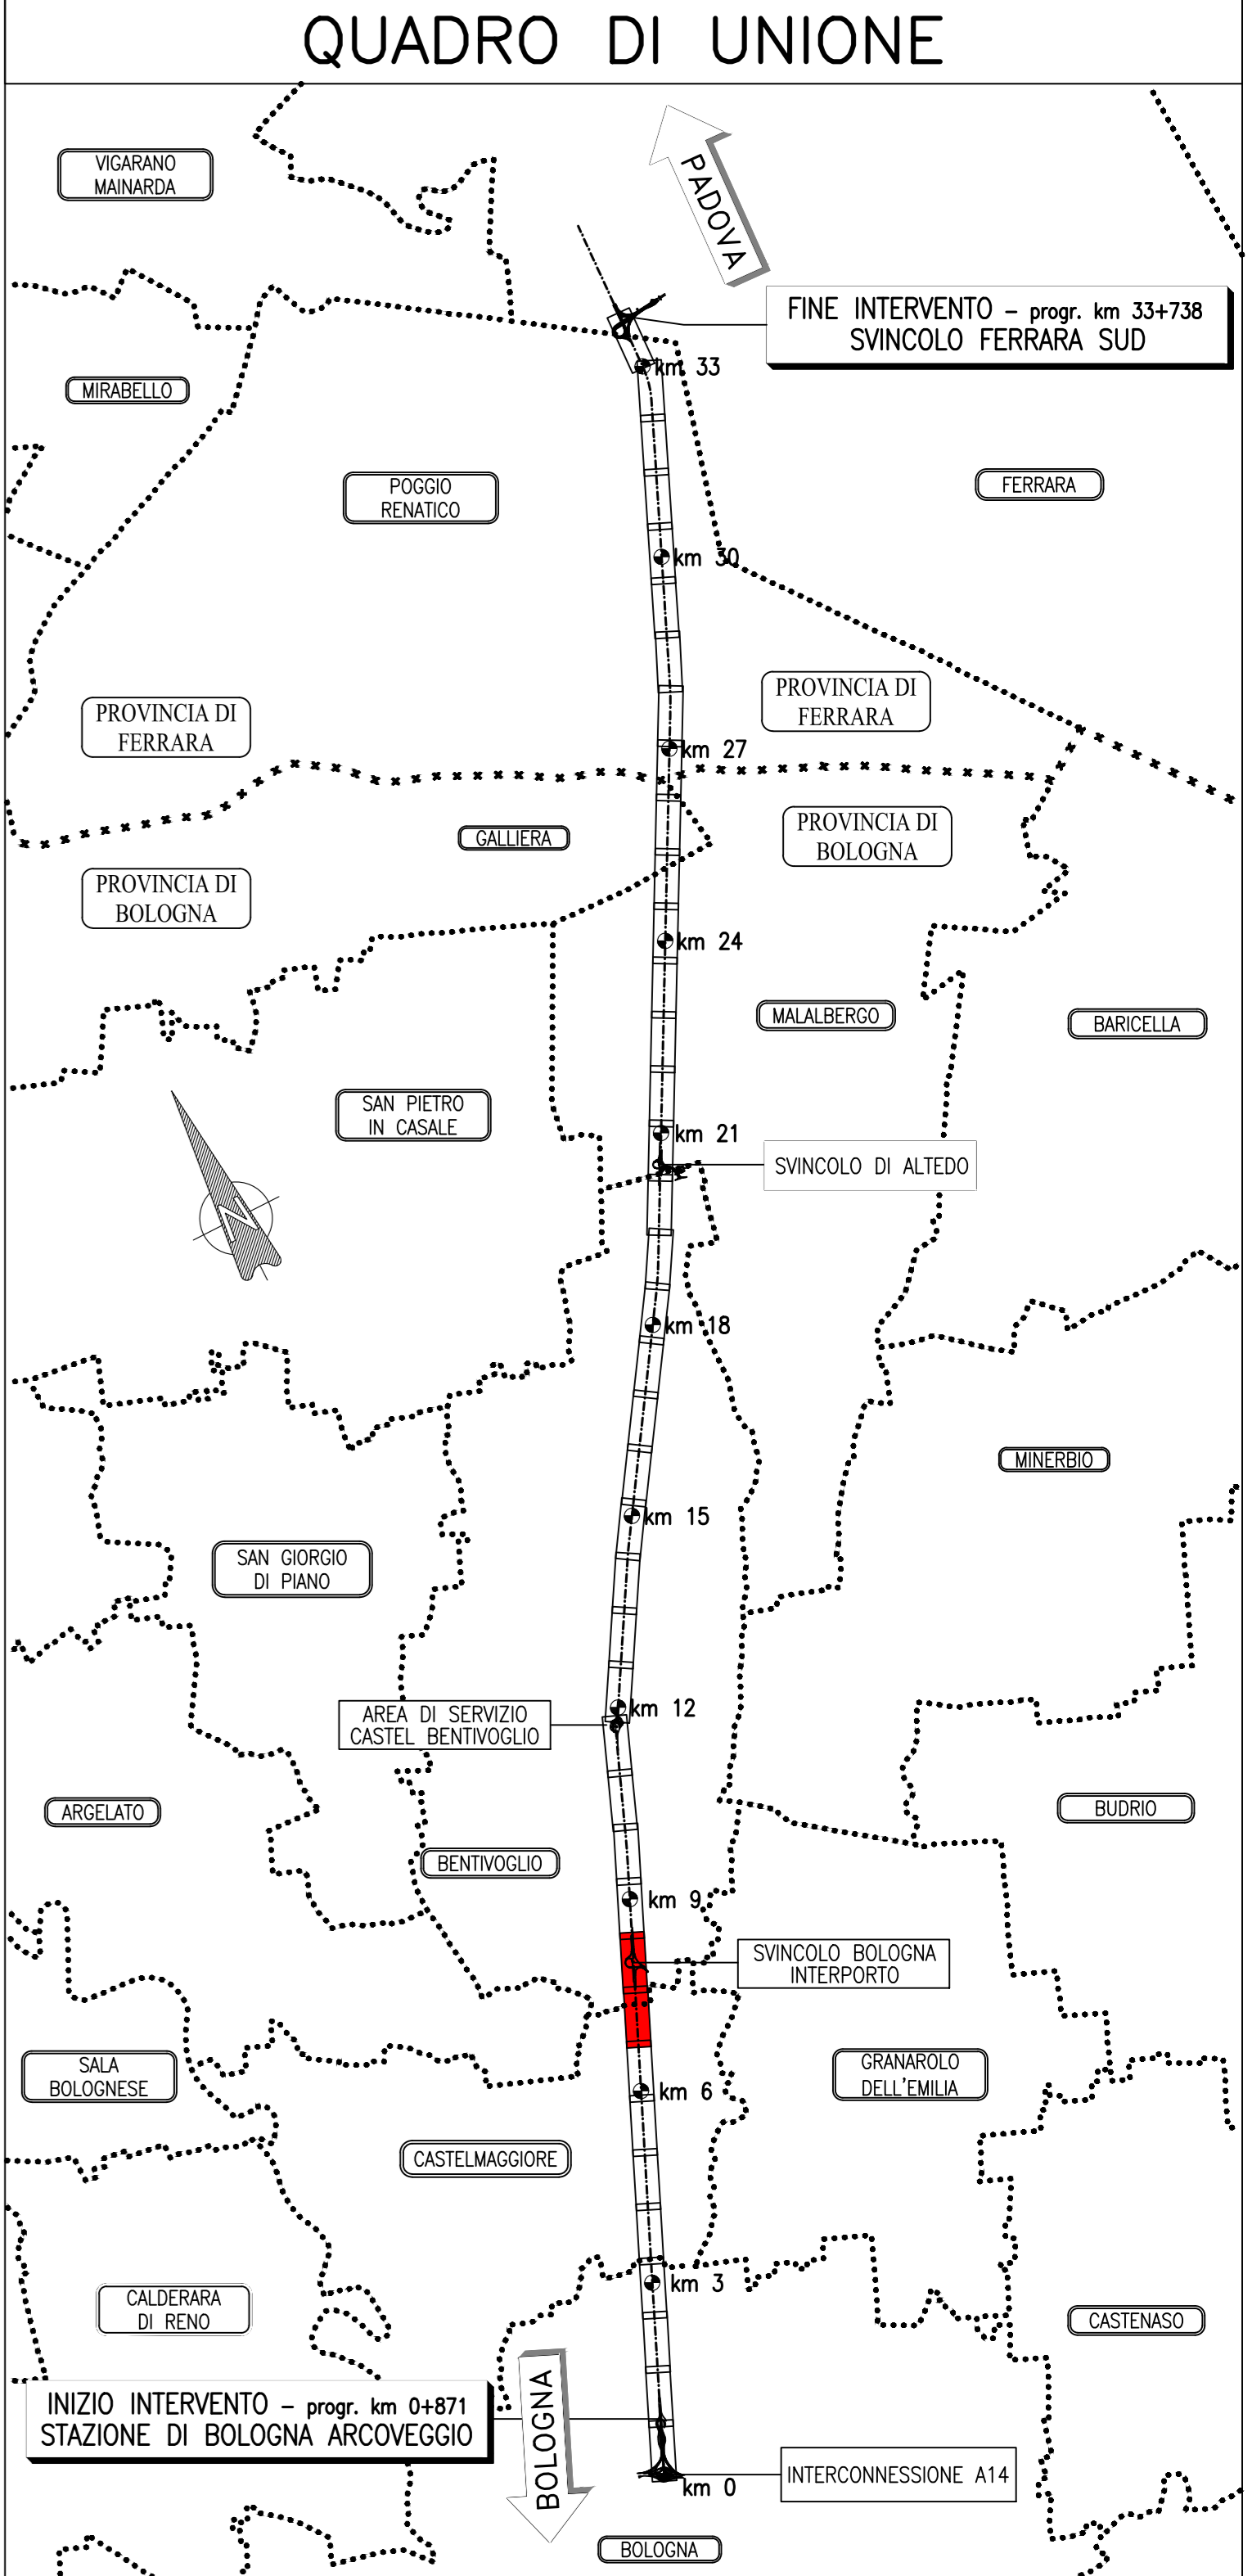 QUADRO DI UNIONE
VIGARANO
MAINARDA
PADOVA
FINE INTERVENTO – progr. km 33+738
SVINCOLO FERRARA SUD
km 33
MIRABELLO
POGGIO
RENATICO
FERRARA
km 30
PROVINCIA DI
FERRARA
PROVINCIA DI
FERRARA
km 27
GALLIERA
PROVINCIA DI
BOLOGNA
PROVINCIA DI
BOLOGNA
km 24
MALALBERGO
BARICELLA
SAN PIETRO
IN CASALE
km 21
SVINCOLO DI ALTEDO
N
km 18
MINERBIO
km 15
SAN GIORGIO
DI PIANO
km 12
AREA DI SERVIZIO
CASTEL BENTIVOGLIO
ARGELATO
BUDRIO
BENTIVOGLIO
km 9
SVINCOLO BOLOGNA
INTERPORTO
SALA
BOLOGNESE
GRANAROLO
DELL'EMILIA
km 6
CASTELMAGGIORE
km 3
CALDERARA
DI RENO
CASTENASO
INIZIO INTERVENTO – progr. km 0+871
STAZIONE DI BOLOGNA ARCOVEGGIO
BOLOGNA
INTERCONNESSIONE A14
km 0
BOLOGNA